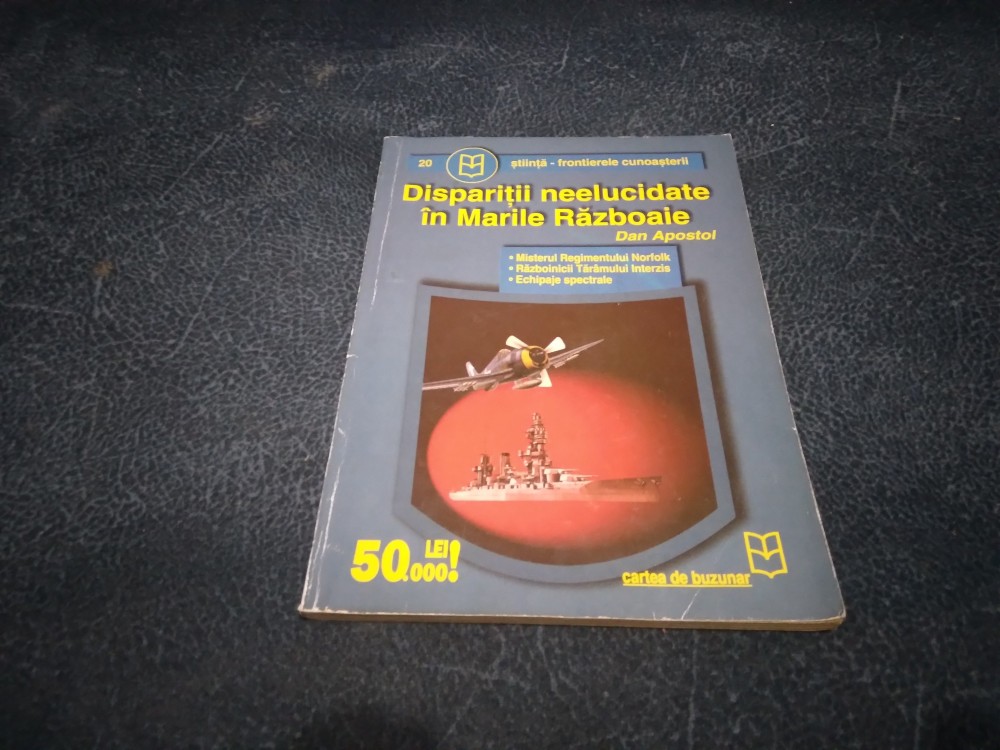 20 știință - frontierele cunoașterii
Dispariții neelucidate
în Marile Războaie
Dan Apostol
• Misterul Regimentului Norfolk
• Războinicii Tărâmului Interzis
• Echipaje spectrale
50.000 LEI!
cartea de buzunar